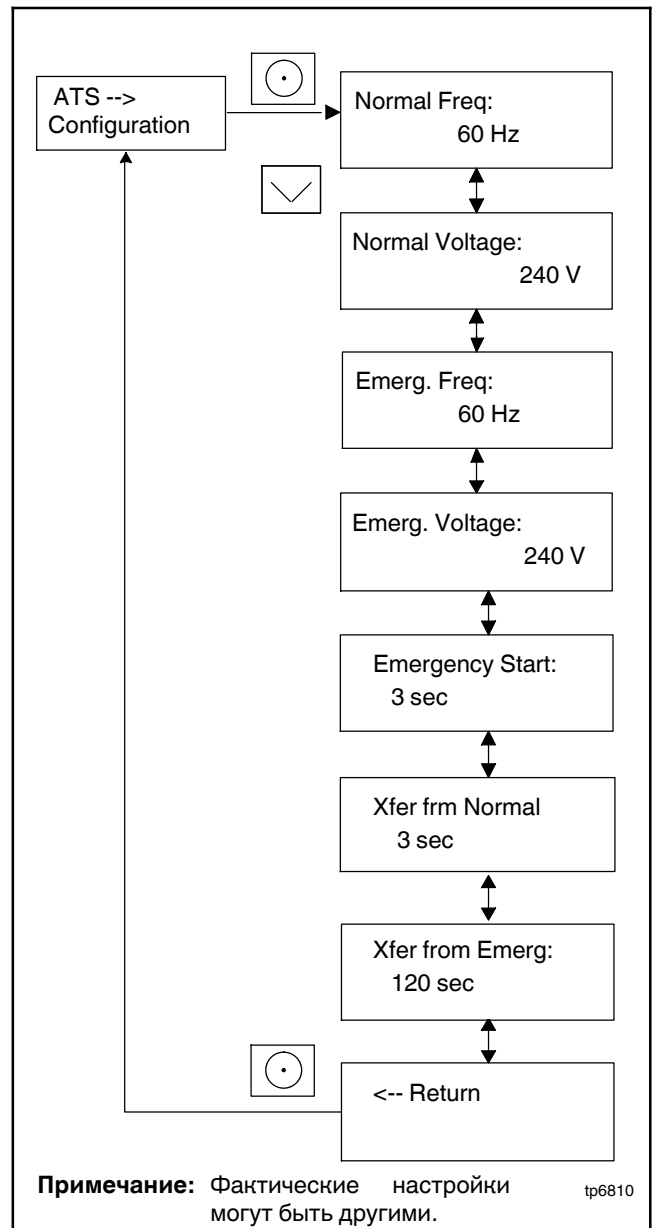 ATS -->
Configuration
Normal Freq:
60 Hz
Normal Voltage:
240 V
Emerg. Freq:
60 Hz
Emerg. Voltage:
240 V
Emergency Start:
3 sec
Xfer frm Normal
3 sec
Xfer from Emerg:
120 sec
<-- Return
Примечание: Фактические настройки
могут быть другими.
tp6810